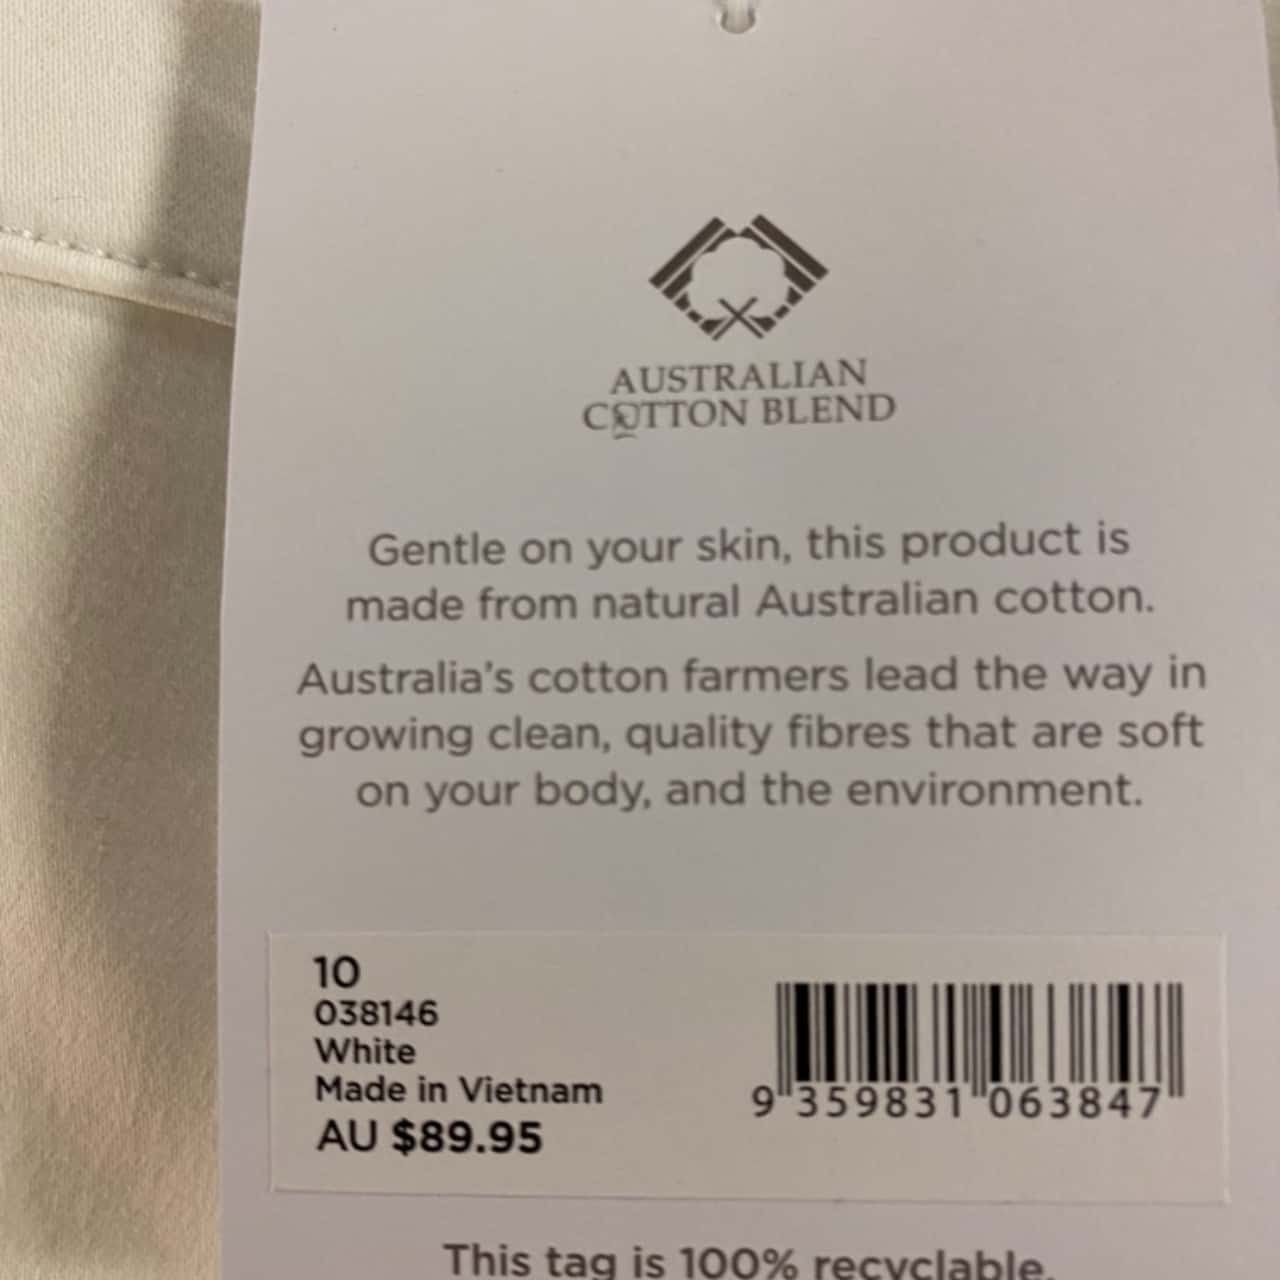 AUSTRALIAN
COTTON BLEND
Gentle on your skin, this product is
made from natural Australian cotton.
Australia's cotton farmers lead the way in
growing clean, quality fibres that are soft
on your body, and the environment.
10
038146
White
Made in Vietnam
AU $89.95
9 359831 063847
This tag is 100% recyclable.